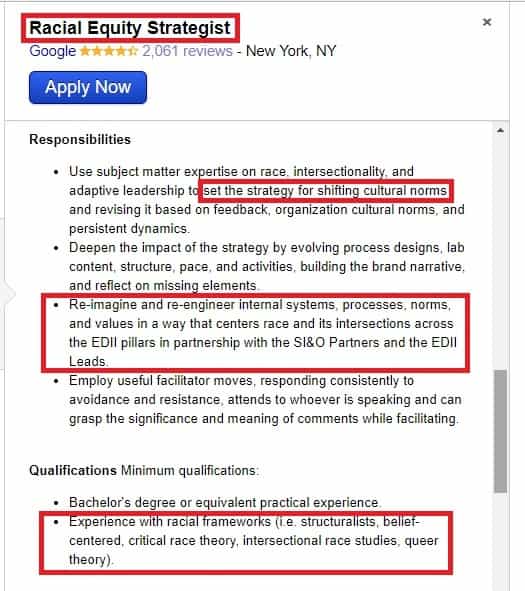 Racial Equity Strategist
Google 2,061 reviews - New York, NY
Apply Now
Responsibilities
• Use subject matter expertise on race, intersectionality, and
adaptive leadership to set the strategy for shifting cultural norms
and revising it based on feedback, organization cultural norms, and
persistent dynamics.
• Deepen the impact of the strategy by evolving process designs, lab
content, structure, pace, and activities, building the brand narrative,
and reflect on missing elements.
• Re-imagine and re-engineer internal systems, processes, norms,
and values in a way that centers race and its intersections across
the EDII pillars in partnership with the SI&O Partners and the EDII
Leads.
• Employ useful facilitator moves, responding consistently to
avoidance and resistance, attends to whoever is speaking and can
grasp the significance and meaning of comments while facilitating.
Qualifications Minimum qualifications:
• Bachelor's degree or equivalent practical experience.
• Experience with racial frameworks (i.e. structuralists, belief-
centered, critical race theory, intersectional race studies, queer
theory).